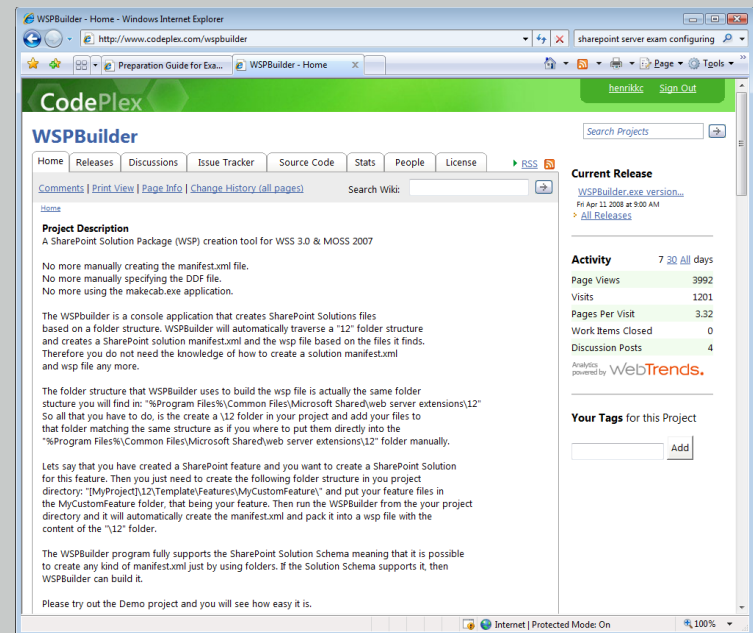 WSPBuilder - Home - Windows Internet Explorer
http://www.codeplex.com/wspbuilder
sharepoint server exam configuring
Preparation Guide for Exa...
WSPBuilder - Home
Page
Tools
CodePlex
henrikkc Sign Out
WSPBuilder
Search Projects
Home Releases Discussions Issue Tracker Source Code Stats People License
RSS
Comments | Print View | Page Info | Change History (all pages)
Search Wiki:
Home
Project Description
A SharePoint Solution Package (WSP) creation tool for WSS 3.0 & MOSS 2007
No more manually creating the manifest.xml file.
No more manually specifying the DDF file.
No more using the makecab.exe application.
The WSPbuilder is a console application that creates SharePoint Solutions files
based on a folder structure. WSPBuilder will automatically traverse a "12" folder structure
and creates a SharePoint solution manifest.xml and the wsp file based on the files it finds.
Therefore you do not need the knowledge of how to create a solution manifest.xml
and wsp file any more.
The folder structure that WSPBuilder uses to build the wsp file is actually the same folder
stucture you will find in: "%Program Files%\Common Files\Microsoft Shared\web server extensions\12"
So all that you have to do, is the create a \12 folder in your project and add your files to
that folder matching the same structure as if you where to put them directly into the
"%Program Files%\Common Files\Microsoft Shared\web server extensions\12" folder manually.
Lets say that you have created a SharePoint feature and you want to create a SharePoint Solution
for this feature. Then you just need to create the following folder structure in you project
directory: "[MyProject]\12\Template\Features\MyCustomFeature\" and put your feature files in
the MyCustomFeature folder, that being your feature. Then run the WSPBuilder from the your project
directory and it will automatically create the manifest.xml and pack it into a wsp file with the
content of the "\12" folder.
The WSPBuilder program fully supports the SharePoint Solution Schema meaning that it is possible
to create any kind of manifest.xml just by using folders. If the Solution Schema supports it, then
WSPBuilder can build it.
Please try out the Demo project and you will see how easy it is.
Current Release
WSPBuilder.exe version...
Fri Apr 11 2008 at 9:00 AM
All Releases
Activity 7 30 All days
Page Views 3992
Visits 1201
Pages Per Visit 3.32
Work Items Closed 0
Discussion Posts 4
Analytics
powered by WebTrends.
Your Tags for this Project
Add
Internet | Protected Mode: On
100%